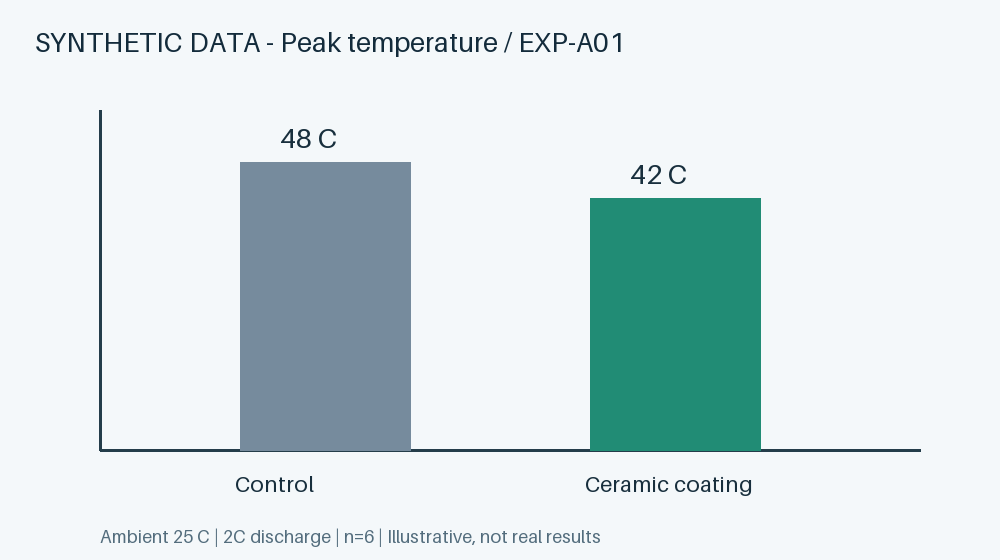 SYNTHETIC DATA - Peak temperature / EXP-A01
48 C
42 C
Control
Ceramic coating
Ambient 25 C | 2C discharge | n=6 | Illustrative, not real results